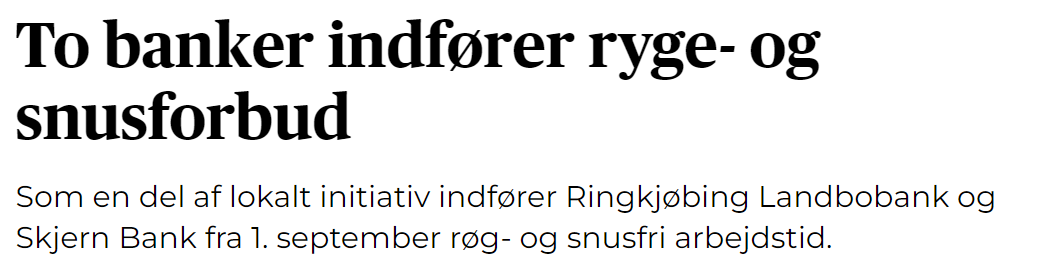 To banker indfører ryge- og
snusforbud
Som en del af lokalt initiativ indfører Ringkjøbing Landbobank og
Skjern Bank fra 1. september røg- og snusfri arbejdstid.